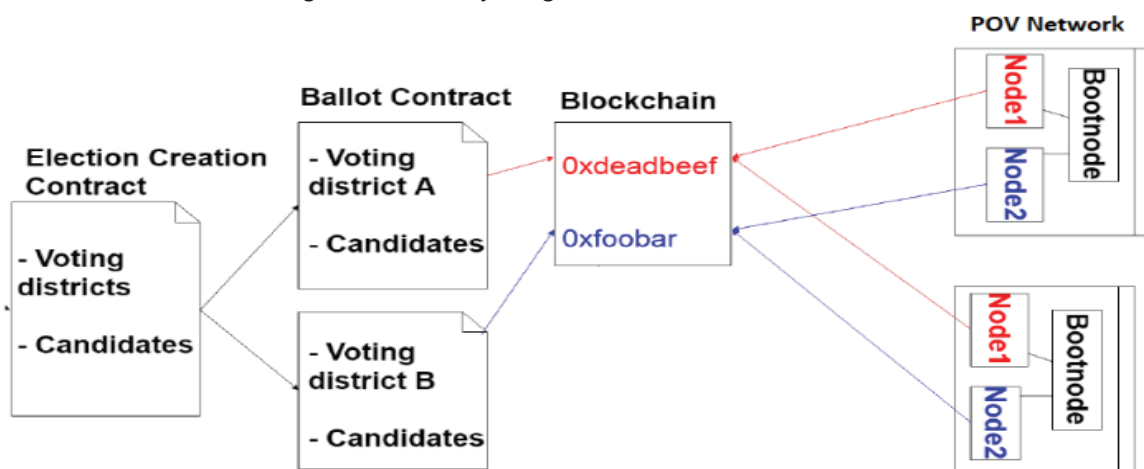 POV Network
Election Creation
Contract
- Voting
districts
- Candidates
Ballot Contract
- Voting
district A
- Candidates
- Voting
district B
- Candidates
Blockchain
0xdeadbeef
0xfoobar
Node1
Node2
Bootnode
Node1
Node2
Bootnode